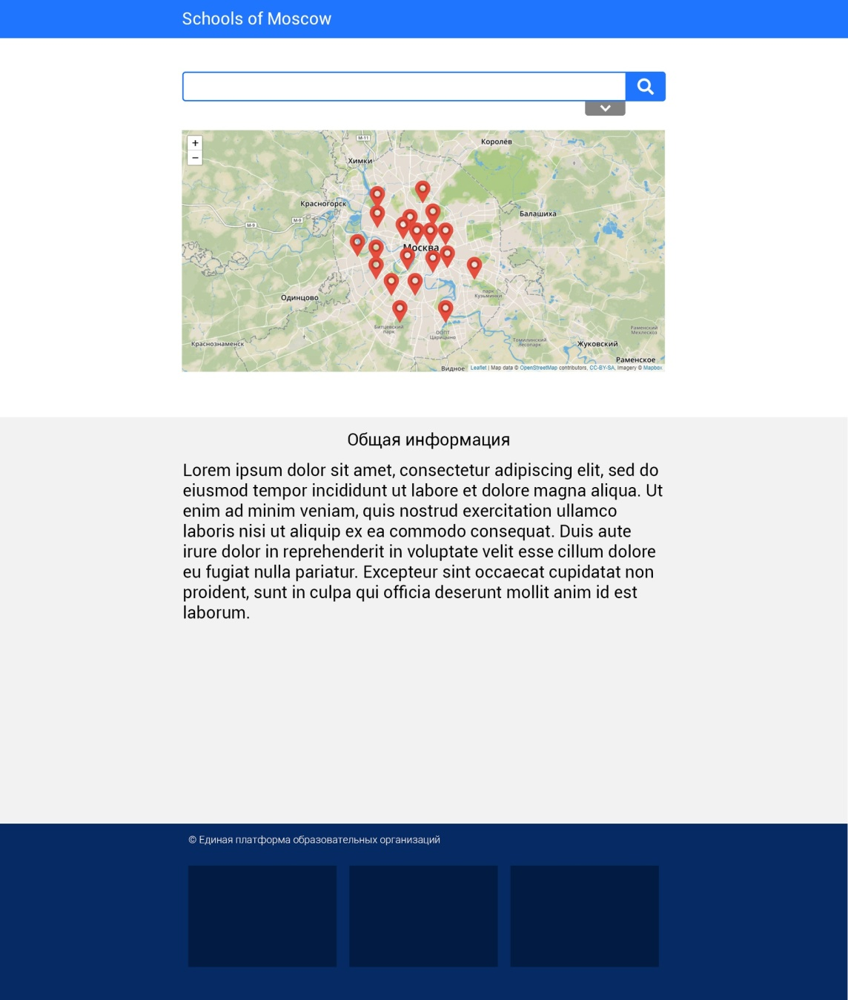 Schools of Moscow
+
−
М-11
Королёв
Химки
Красногорск
Балашиха
М-9
М-9
Москва
парк
Кузьминки
Одинцово
Битцевский
парк
ООПТ
Царицыно
Раменский
Мехлесхоз
Томилинский
лесопарк
Жуковский
Краснознаменск
Раменское
Видное
Leaflet | Map data © OpenStreetMap contributors, CC-BY-SA, Imagery © Mapbox
Общая информация
Lorem ipsum dolor sit amet, consectetur adipiscing elit, sed do
eiusmod tempor incididunt ut labore et dolore magna aliqua. Ut
enim ad minim veniam, quis nostrud exercitation ullamco
laboris nisi ut aliquip ex ea commodo consequat. Duis aute
irure dolor in reprehenderit in voluptate velit esse cillum dolore
eu fugiat nulla pariatur. Excepteur sint occaecat cupidatat non
proident, sunt in culpa qui officia deserunt mollit anim id est
laborum.
© Единая платформа образовательных организаций